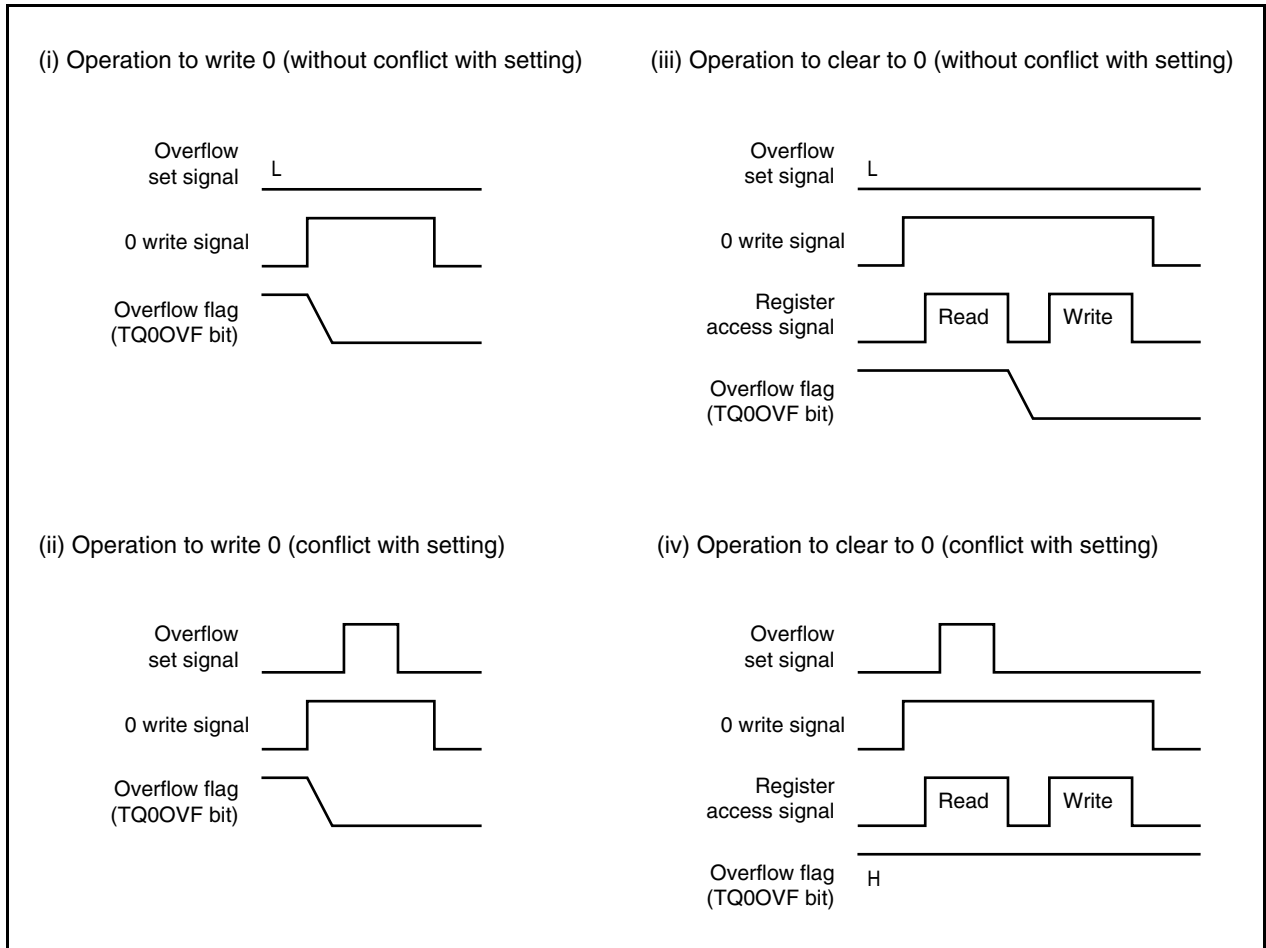 (i) Operation to write 0 (without conflict with setting)
Overflow
set signal
L
0 write signal
Overflow flag
(TQ0OVF bit)
(iii) Operation to clear to 0 (without conflict with setting)
Overflow
set signal
L
0 write signal
Register
access signal
Read
Write
Overflow flag
(TQ0OVF bit)
(ii) Operation to write 0 (conflict with setting)
Overflow
set signal
0 write signal
Overflow flag
(TQ0OVF bit)
(iv) Operation to clear to 0 (conflict with setting)
Overflow
set signal
0 write signal
Register
access signal
Read
Write
Overflow flag
(TQ0OVF bit)
H